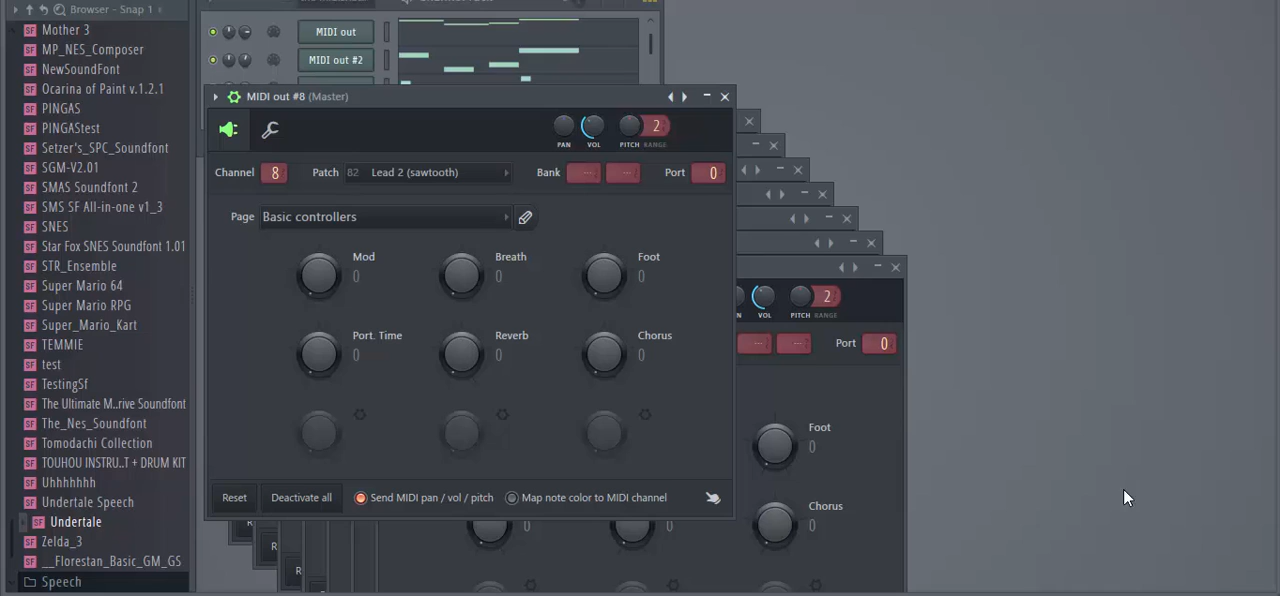 Browser - Snap 1
Mother 3
MP_NES_Composer
NewSoundFont
Ocarina of Paint v.1.2.1
PINGAS
PINGAStest
Setzer's_SPC_Soundfont
SGM-V2.01
SMAS Soundfont 2
SMS SF All-in-one v1_3
SNES
Star Fox SNES Soundfont 1.01
STR_Ensemble
Super Mario 64
Super Mario RPG
Super_Mario_Kart
TEMMIE
test
TestingSf
The Ultimate M..rive Soundfont
The_Nes_Soundfont
Tomodachi Collection
TOUHOU INSTRU..T + DRUM KIT
Uhhhhhhh
Undertale Speech
Undertale
Zelda_3
__Florestan_Basic_GM_GS
Speech
MIDI out
MIDI out #2
MIDI out #8 (Master)
PAN VOL PITCH RANGE 2
Channel 8 Patch 82 Lead 2 (sawtooth) Bank --- --- Port 0
Page Basic controllers
Mod 0 Breath 0 Foot 0
Port. Time 0 Reverb 0 Chorus 0
Reset Deactivate all Send MIDI pan / vol / pitch Map note color to MIDI channel
N VOL PITCH RANGE 2
--- --- Port 0
Foot 0
Chorus 0
0 0
R
R
R